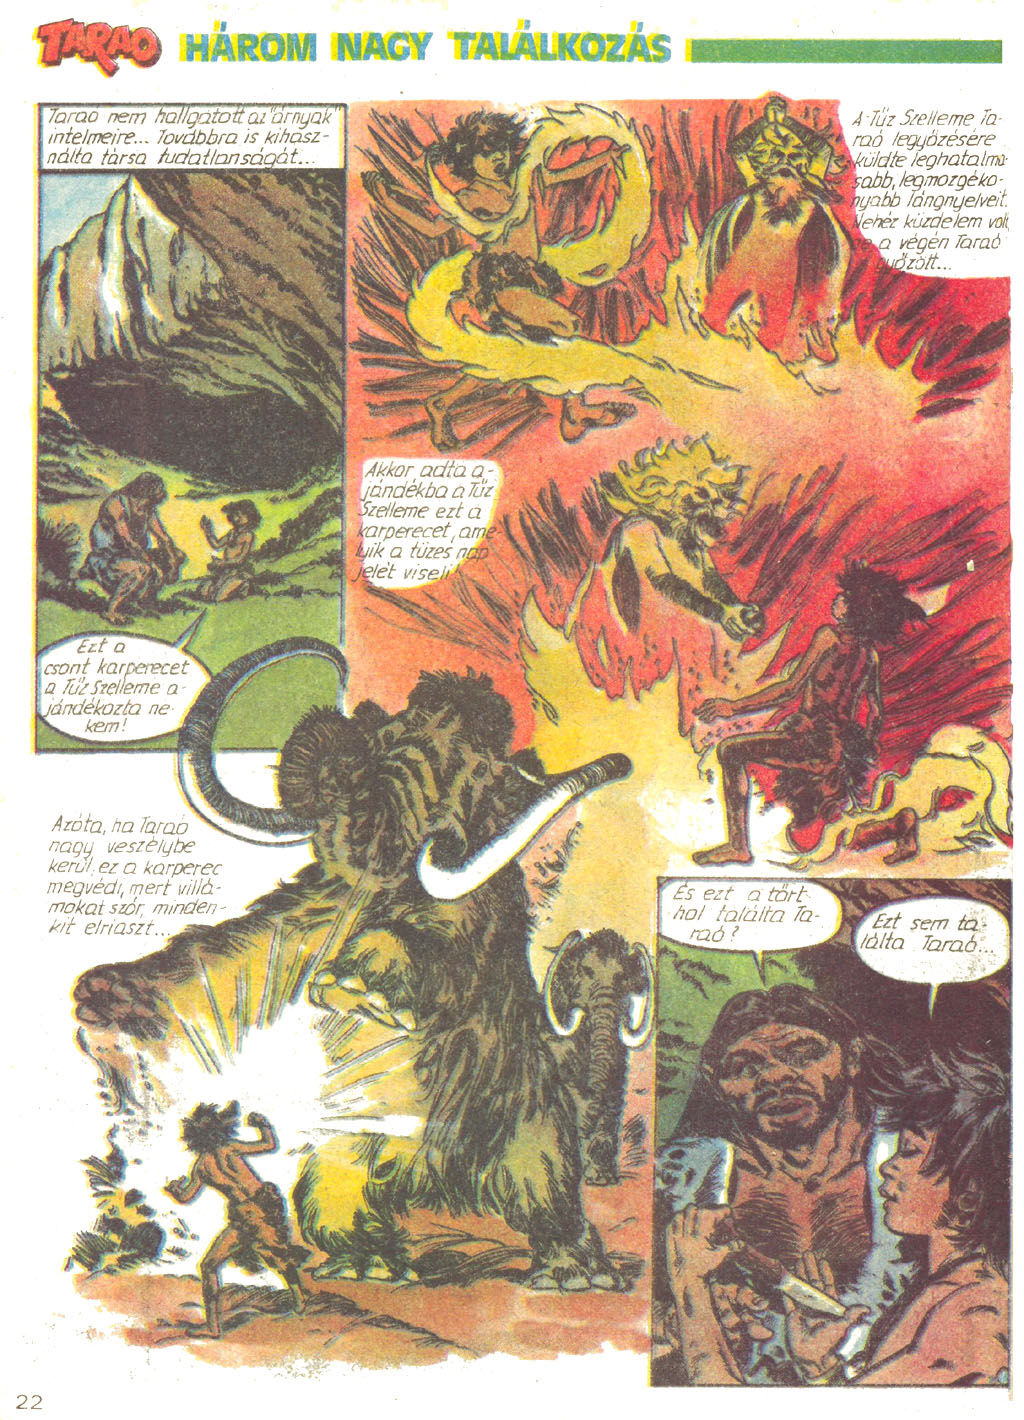 TARAO HÁROM NAGY TALÁLKOZÁS
Taraó nem hallgatott az "árnyak"
intelmeire... Továbbra is kihasz-
nálta társa tudatlanságát...
Ezt a
csont karperecet
a Tűz Szelleme a-
jándékozta ne-
kem!
A Tűz Szelleme Ta-
raó legyőzésére
küldte leghatalma-
sabb, legmozgéko-
nyabb lángnyelveit.
Nehéz küzdelem volt,
de a végén Taraó
győzött...
Akkor adta a-
jándékba a Tűz
Szelleme ezt a
karperecet, ame-
lyik a tüzes nap
jelét viseli!
Azóta, ha Taraó
nagy veszélybe
kerül, ez a karperec
megvédi, mert villá-
mokat szór, minden-
kit elriaszt...
És ezt a tőrt
hol találta Ta-
raó?
Ezt sem ta-
lálta Taraó...
22